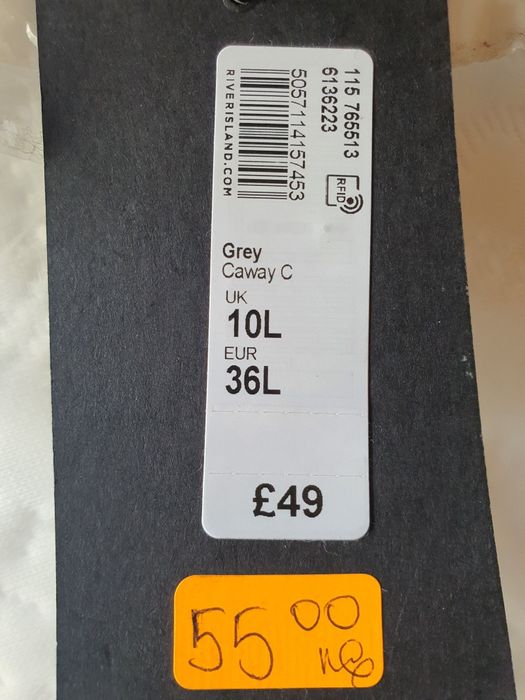 115 765513
6136223
RFID
5057114157453
RIVERISLAND.COM
Grey
Caway C
UK
10L
EUR
36L
£49
55 00